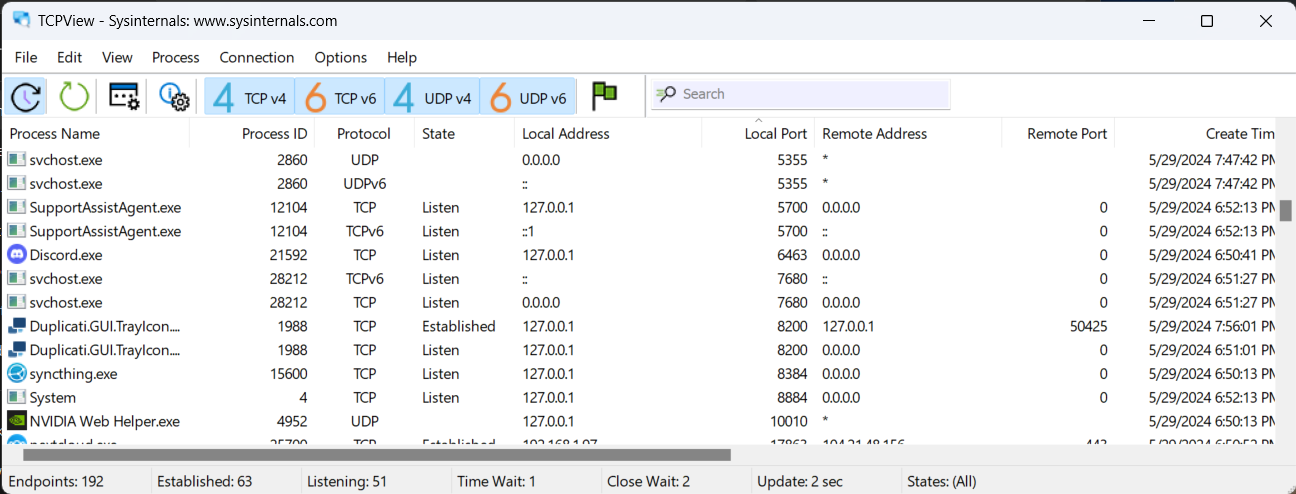 TCPView - Sysinternals: www.sysinternals.com
File Edit View Process Connection Options Help
4 TCP v4 6 TCP v6 4 UDP v4 6 UDP v6 Search
Process Name Process ID Protocol State Local Address Local Port Remote Address Remote Port Create Tim
svchost.exe 2860 UDP 0.0.0.0 5355 * 5/29/2024 7:47:42 PM
svchost.exe 2860 UDPv6 :: 5355 * 5/29/2024 7:47:42 PM
SupportAssistAgent.exe 12104 TCP Listen 127.0.0.1 5700 0.0.0.0 0 5/29/2024 6:52:13 PM
SupportAssistAgent.exe 12104 TCPv6 Listen ::1 5700 :: 0 5/29/2024 6:52:13 PM
Discord.exe 21592 TCP Listen 127.0.0.1 6463 0.0.0.0 0 5/29/2024 6:50:41 PM
svchost.exe 28212 TCPv6 Listen :: 7680 :: 0 5/29/2024 6:51:27 PM
svchost.exe 28212 TCP Listen 0.0.0.0 7680 0.0.0.0 0 5/29/2024 6:51:27 PM
Duplicati.GUI.TrayIcon.... 1988 TCP Established 127.0.0.1 8200 127.0.0.1 50425 5/29/2024 7:56:01 PM
Duplicati.GUI.TrayIcon.... 1988 TCP Listen 127.0.0.1 8200 0.0.0.0 0 5/29/2024 6:51:01 PM
syncthing.exe 15600 TCP Listen 127.0.0.1 8384 0.0.0.0 0 5/29/2024 6:50:13 PM
System 4 TCP Listen 127.0.0.1 8884 0.0.0.0 0 5/29/2024 6:52:13 PM
NVIDIA Web Helper.exe 4952 UDP 127.0.0.1 10010 * 5/29/2024 6:50:13 PM
nextcloud.exe TCP Established 443
Endpoints: 192 Established: 63 Listening: 51 Time Wait: 1 Close Wait: 2 Update: 2 sec States: (All)